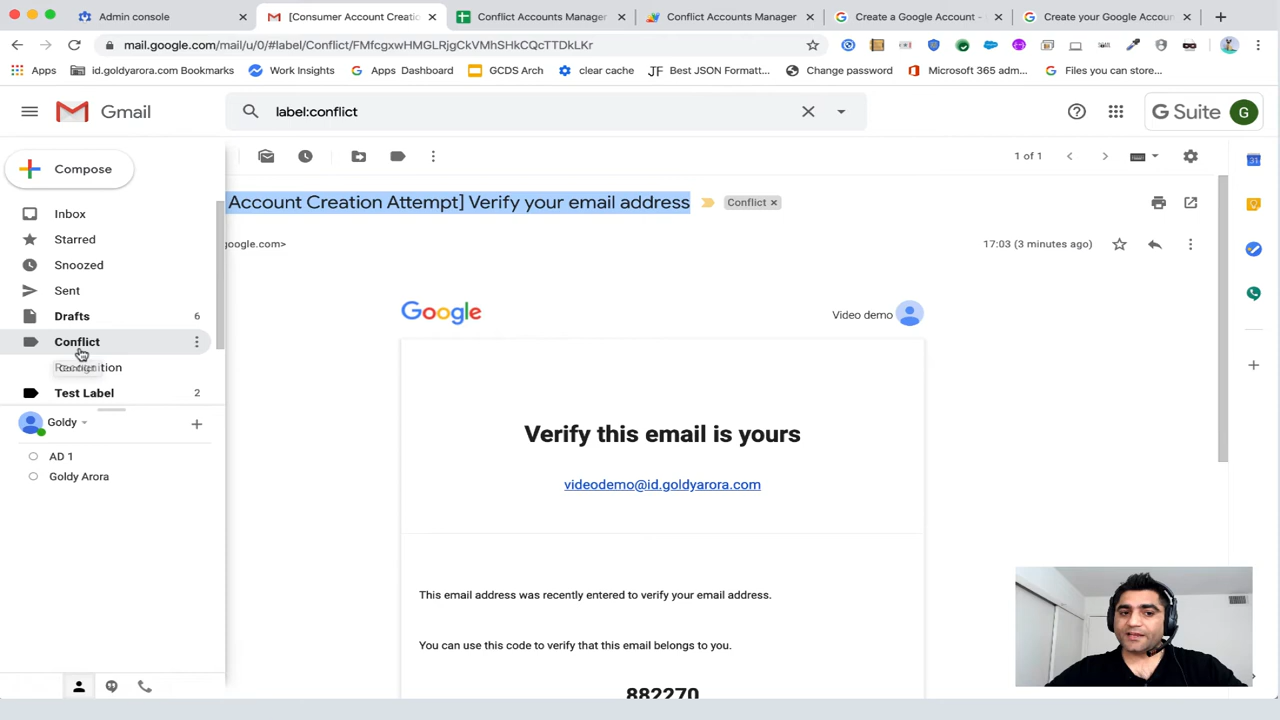 Admin console
[Consumer Account Creatio
Conflict Accounts Manager
Conflict Accounts Manager
Create a Google Account -
Create your Google Accoun
mail.google.com/mail/u/0/#label/Conflict/FMfcgxwHMGLRjgCkVMhSHkCQcTTDkLKr
Apps
id.goldyarora.com Bookmarks
Work Insights
Apps Dashboard
GCDS Arch
clear cache
JF Best JSON Formatt...
Change password
Microsoft 365 adm...
Files you can store...
Gmail
label:conflict
G Suite
G
Compose
1 of 1
Account Creation Attempt] Verify your email address
Conflict
Inbox
Starred
google.com>
17:03 (3 minutes ago)
Snoozed
Sent
Drafts 6
Conflict
Test Label 2
Goldy
AD 1
Goldy Arora
Google
Video demo
Verify this email is yours
videodemo@id.goldyarora.com
This email address was recently entered to verify your email address.
You can use this code to verify that this email belongs to you.
882270
31